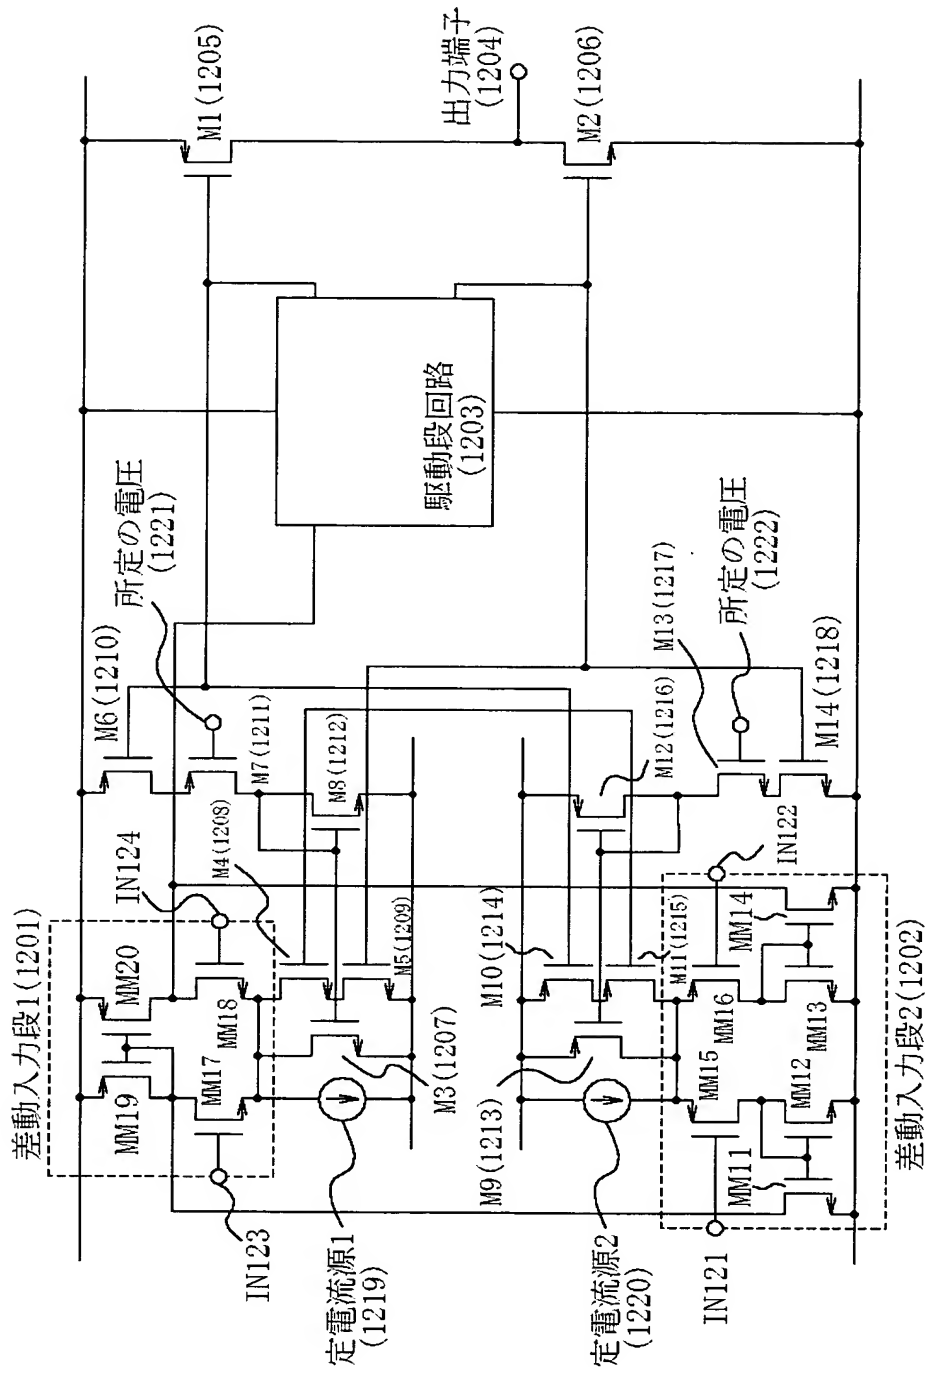 差動入力段1(1201)
MM19
MM20
MM17
MM18
IN123
IN124
定電流源1
(1219)
M3(1207)
M4(1208)
M5(1209)
M6(1210)
M7(1211)
M8(1212)
所定の電圧
(1221)
駆動段回路
(1203)
M1(1205)
出力端子
(1204)
M2(1206)
M9(1213)
定電流源2
(1220)
M10(1214)
M11(1215)
M12(1216)
M13(1217)
所定の電圧
(1222)
M14(1218)
IN121
IN122
MM15
MM16
MM11
MM12
MM13
MM14
差動入力段2(1202)